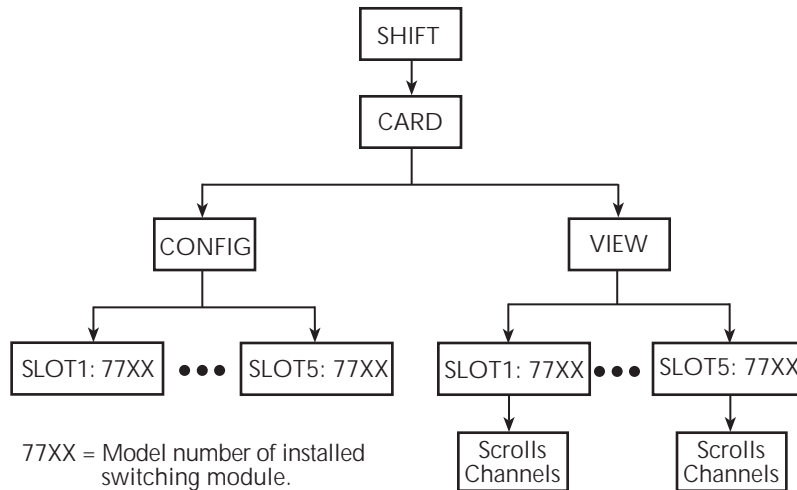 SHIFT
CARD
CONFIG
VIEW
SLOT1: 77XX ••• SLOT5: 77XX
SLOT1: 77XX ••• SLOT5: 77XX
Scrolls
Channels
Scrolls
Channels
77XX = Model number of installed
switching module.